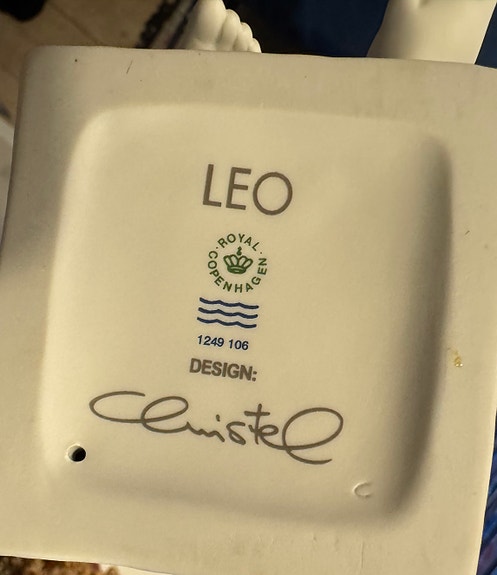 LEO
ROYAL COPENHAGEN
1249 106
DESIGN:
Christel
C